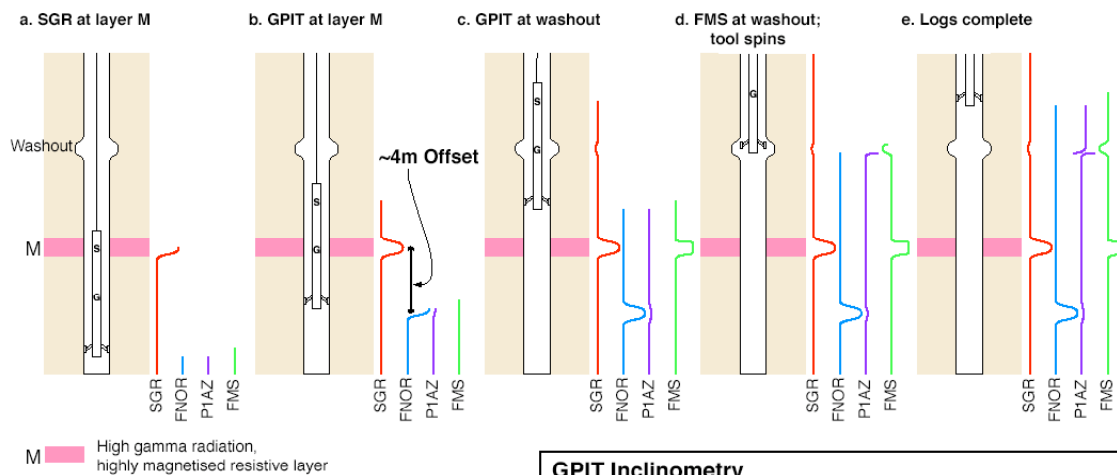 a. SGR at layer M
b. GPIT at layer M
c. GPIT at washout
d. FMS at washout;
tool spins
e. Logs complete
Washout
~4m Offset
M
S
G
S
G
S
G
G
SGR
FNOR
P1AZ
FMS
SGR
FNOR
P1AZ
FMS
SGR
FNOR
P1AZ
FMS
SGR
FNOR
P1AZ
FMS
SGR
FNOR
P1AZ
FMS
M
High gamma radiation,
highly magnetised resistive layer
GPIT Inclinometry